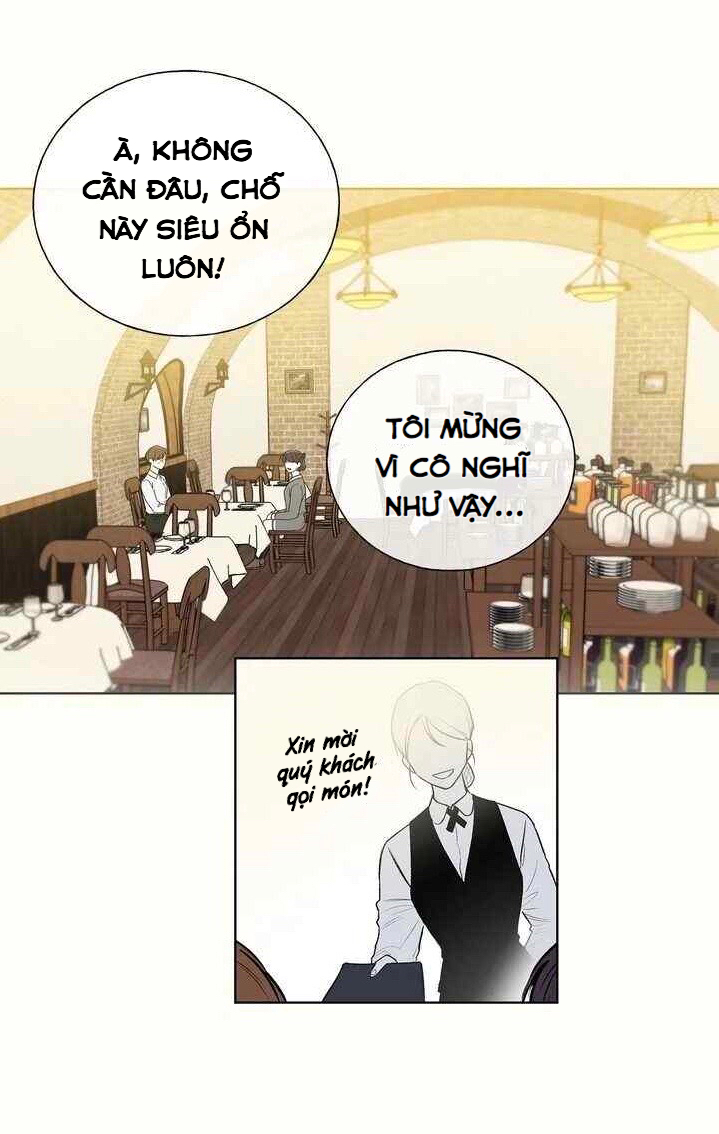 À, KHÔNG
CẦN ĐÂU, CHỖ
NÀY SIÊU ỔN
LUÔN!
TÔI MỪNG
VÌ CÔ NGHĨ
NHƯ VẬY...
Xin mời
quý khách
gọi món!